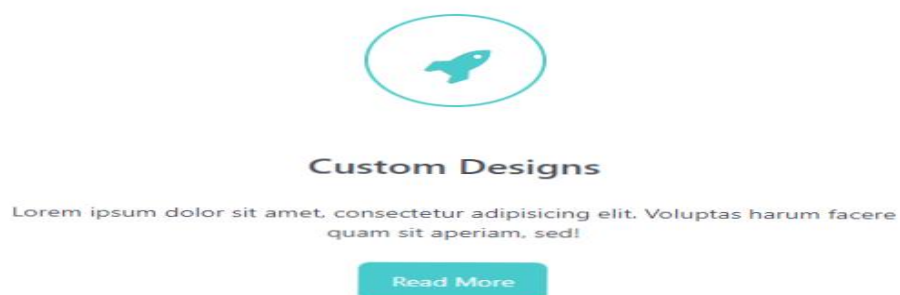 Custom Designs
Lorem ipsum dolor sit amet, consectetur adipisicing elit. Voluptas harum facere
quam sit aperiam, sed!
Read More